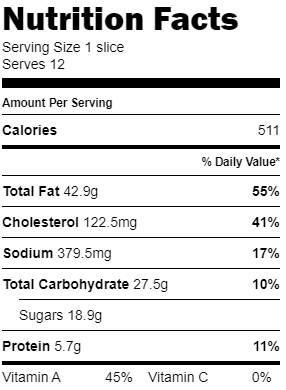 Nutrition Facts
Serving Size 1 slice
Serves 12
Amount Per Serving
Calories 511
% Daily Value*
Total Fat 42.9g 55%
Cholesterol 122.5mg 41%
Sodium 379.5mg 17%
Total Carbohydrate 27.5g 10%
Sugars 18.9g
Protein 5.7g 11%
Vitamin A 45% Vitamin C 0%